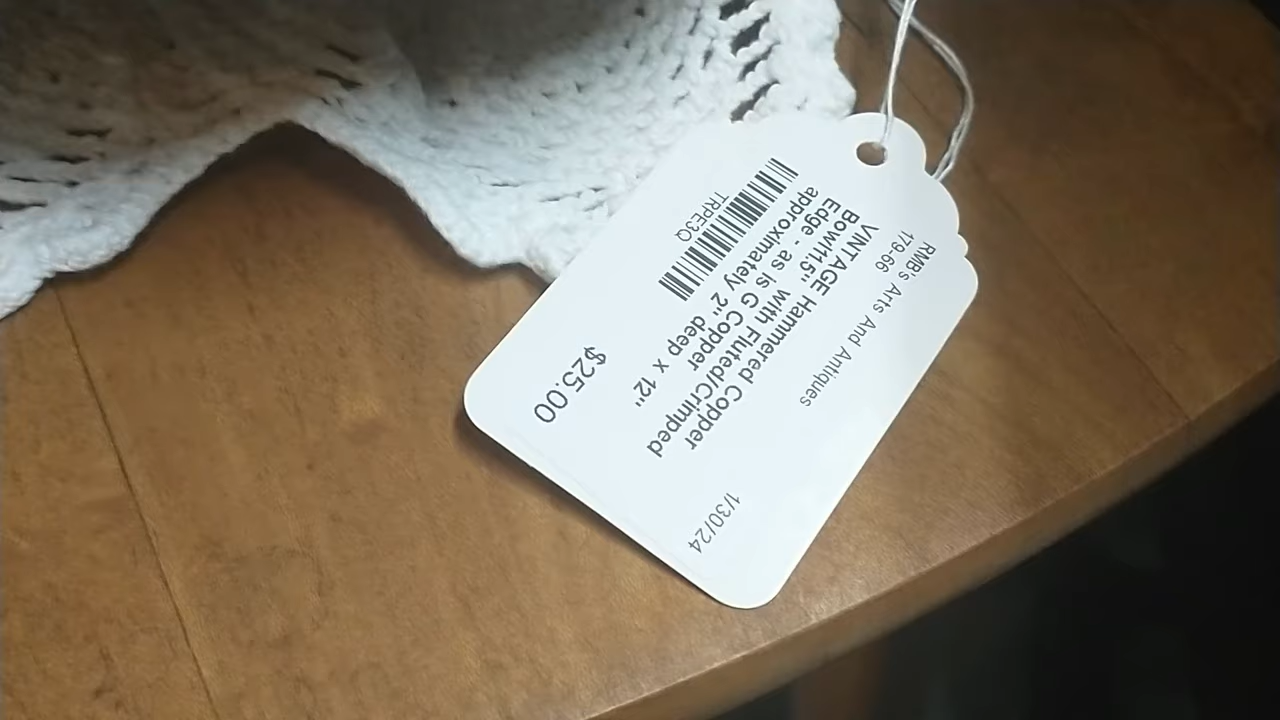 RMB's Arts And Antiques
179-66
VINTAGE Hammered Copper
Bowl1.5" with Fluted/Crimped
Edge - as is G Copper
approximately 2" deep x 12"
TRPE3Q
$25.00
1/30/24